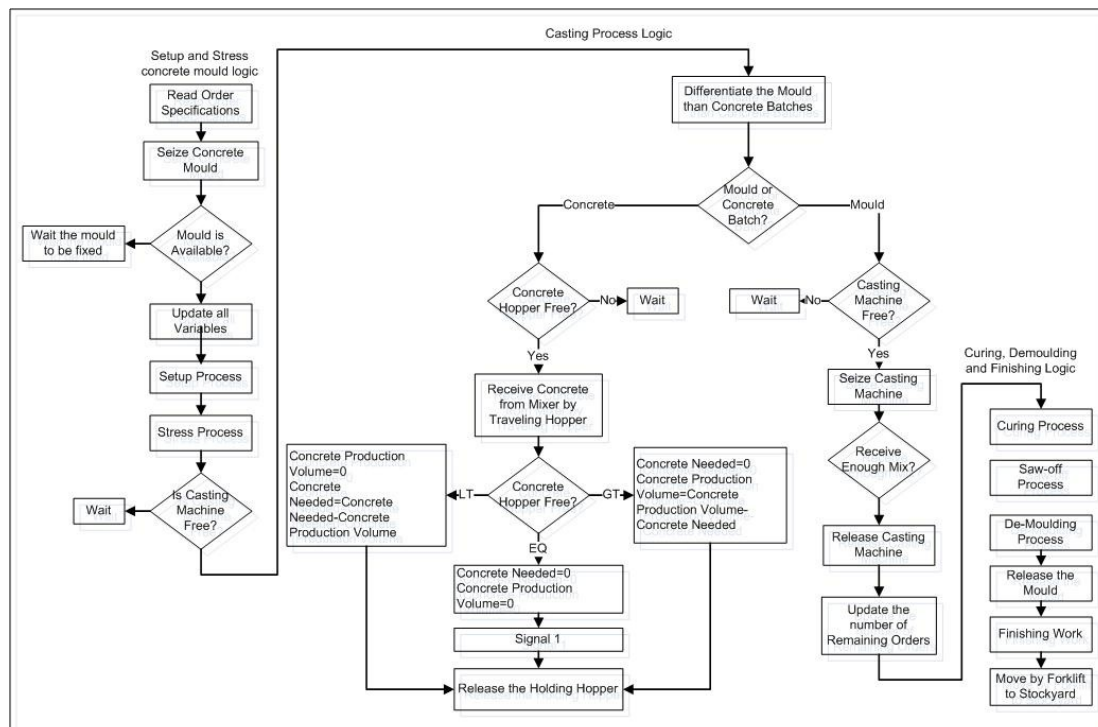 Casting Process Logic
Setup and Stress
concrete mould logic
Read Order
Specifications
Seize Concrete
Mould
Mould is
Available?
Wait the mould
to be fixed
Update all
Variables
Setup Process
Stress Process
Is Casting
Machine Free?
Wait
Differentiate the Mould
than Concrete Batches
Mould or
Concrete
Batch?
Concrete
Mould
Concrete
Hopper Free?
No
Wait
Yes
Receive Concrete
from Mixer by
Traveling Hopper
Concrete
Hopper Free?
LT
GT
EQ
Concrete Production
Volume=0
Concrete
Needed=Concrete
Needed-Concrete
Production Volume
Concrete Needed=0
Concrete Production
Volume=Concrete
Production Volume-
Concrete Needed
Concrete Needed=0
Concrete Production
Volume=0
Signal 1
Release the Holding Hopper
Casting
Machine
Free?
No
Wait
Yes
Seize Casting
Machine
Receive
Enough Mix?
Release Casting
Machine
Update the
number of
Remaining Orders
Curing, Demoulding
and Finishing Logic
Curing Process
Saw-off
Process
De-Moulding
Process
Release the
Mould
Finishing Work
Move by Forklift
to Stockyard